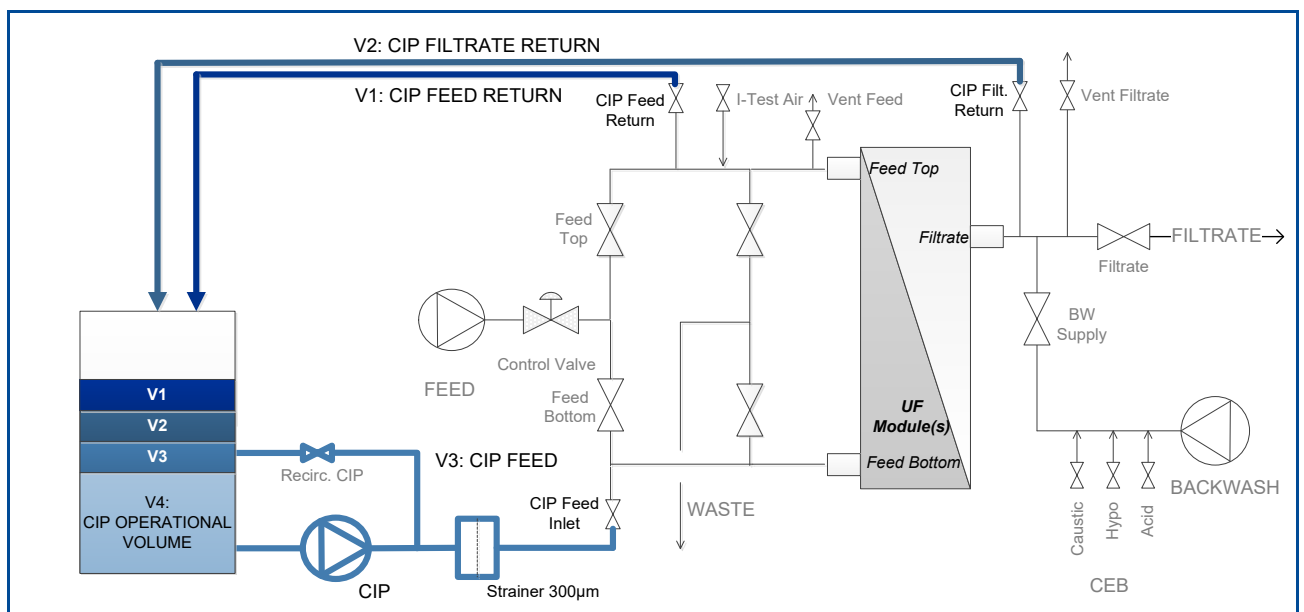 V2: CIP FILTRATE RETURN
V1: CIP FEED RETURN
CIP Feed
Return
I-Test Air
Vent Feed
CIP Filt.
Return
Vent Filtrate
Feed Top
Feed
Top
Filtrate
FILTRATE
Filtrate
BW
Supply
Control Valve
FEED
Feed
Bottom
V1
V2
V3
V4:
CIP OPERATIONAL
VOLUME
Recirc. CIP
V3: CIP FEED
UF
Module(s)
Feed Bottom
CIP Feed
Inlet
WASTE
BACKWASH
Caustic
Hypo
Acid
CEB
CIP
Strainer 300µm